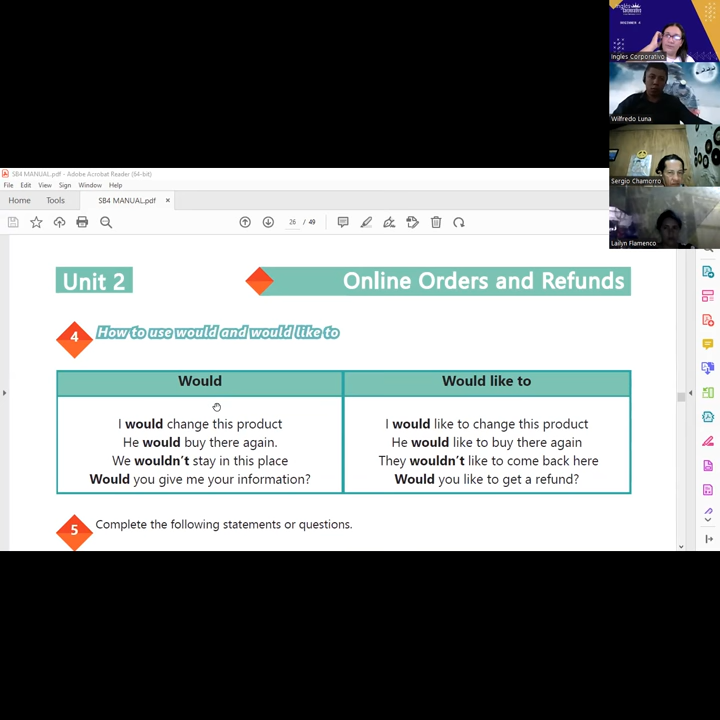 Inglés
Corporativo
Ingles Corporativo
Wilfredo Luna
Sergio Chamorro
Lailyn Flamenco
SB4 MANUAL.pdf - Adobe Acrobat Reader (64-bit)
File Edit View Sign Window Help
Home Tools SB4 MANUAL.pdf ×
26 / 49
Unit 2
Online Orders and Refunds
4 How to use would and would like to
Would
I would change this product
He would buy there again.
We wouldn't stay in this place
Would you give me your information?
Would like to
I would like to change this product
He would like to buy there again
They wouldn't like to come back here
Would you like to get a refund?
5 Complete the following statements or questions.